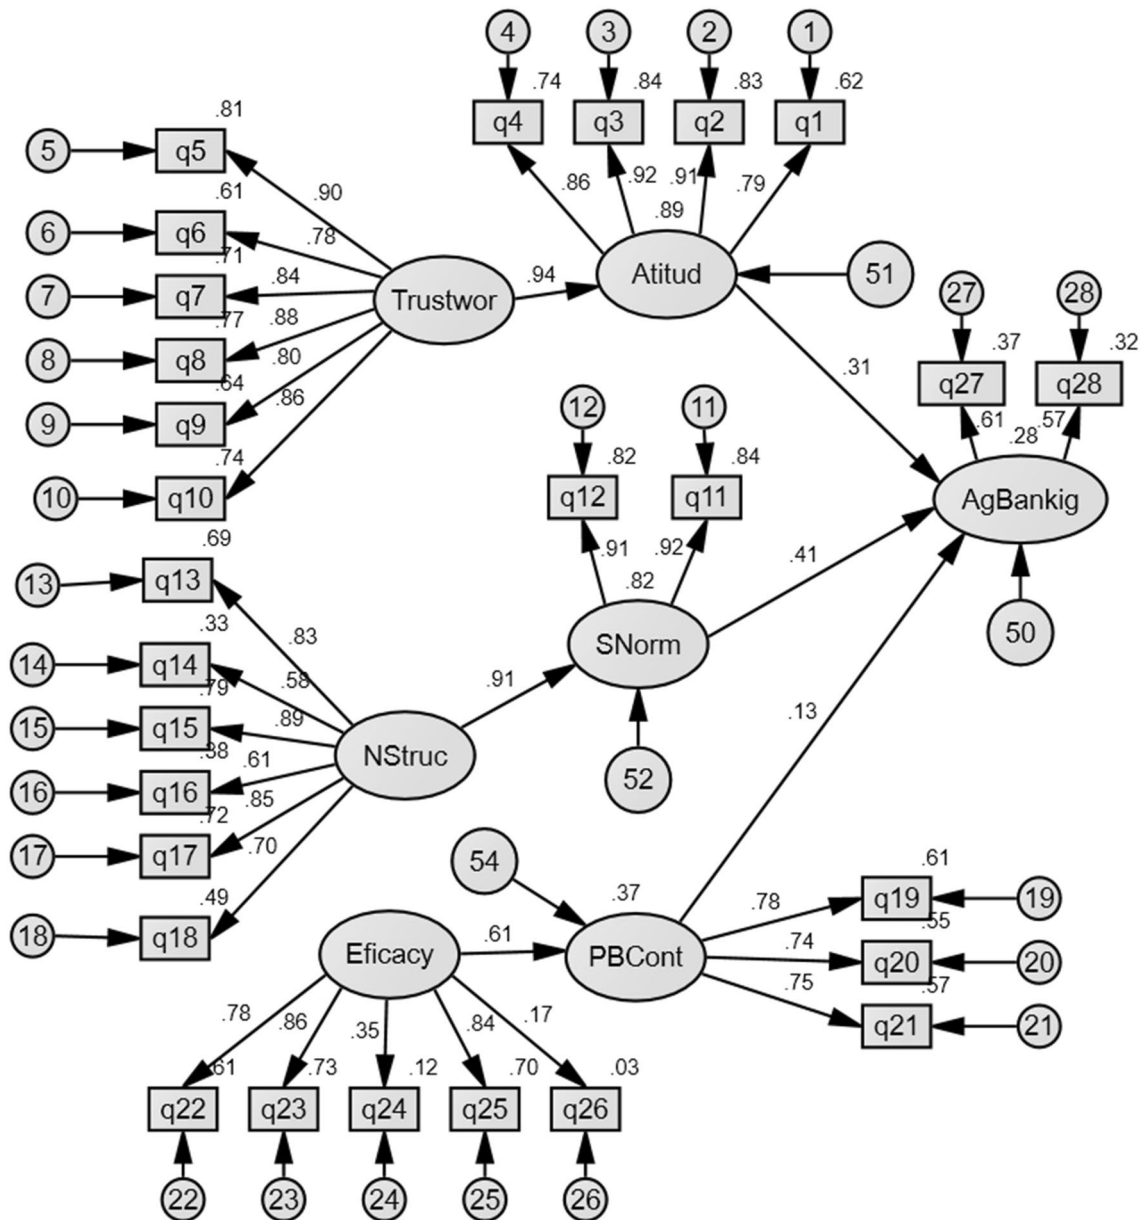 4 3 2 1
.74 .84 .83 .62
q4 q3 q2 q1
.86 .92 .91 .79
.89
Atitud
51
.81
5 q5
.90
.61
6 q6
.78
.71
7 q7
.84
.77
8 q8
.88
.64
9 q9
.80
.74
10 q10
.86
Trustwor
.94
27 28
.37 .32
q27 q28
.61 .57
.28
AgBankig
50
.31
12 11
.82 .84
q12 q11
.91 .92
.82
SNorm
52
.41
.69
13 q13
.83
.33
14 q14
.58
.79
15 q15
.89
.38
16 q16
.61
.72
17 q17
.85
.49
18 q18
.70
NStruc
.91
.13
54
.37
PBCont
.61
.78 q19 19
.55
.74 q20 20
.57
.75 q21 21
Eficacy
.61
.78 .86 .35 .84 .17
.61 .73 .12 .70 .03
q22 q23 q24 q25 q26
22 23 24 25 26